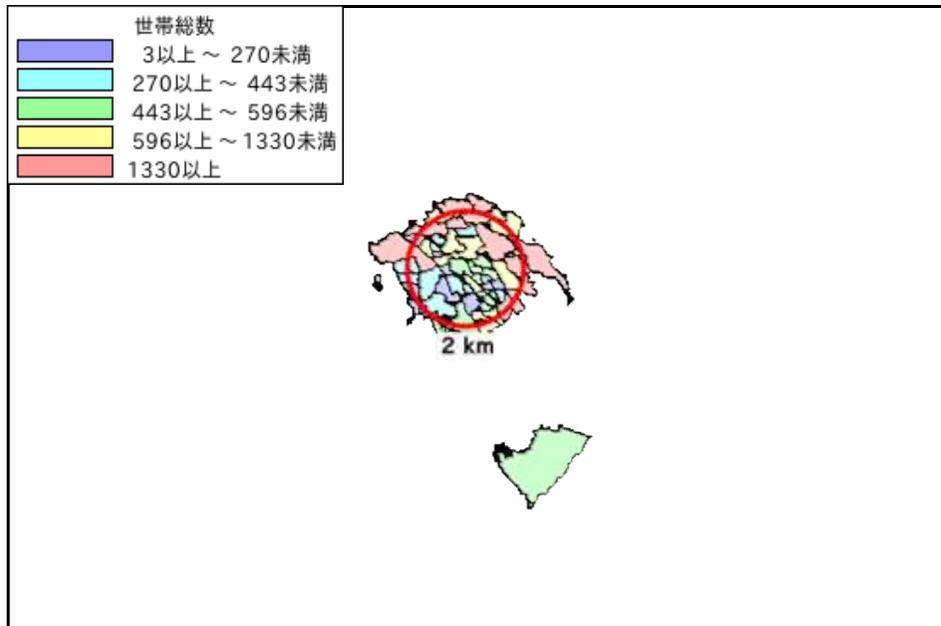 世帯総数
3以上 ～ 270未満
270以上 ～ 443未満
443以上 ～ 596未満
596以上 ～ 1330未満
1330以上
2 km